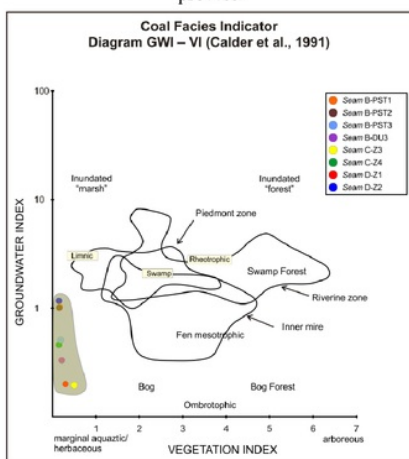 Coal Facies Indicator
Diagram GWI – VI (Calder et al., 1991)
100
Seam B-PST1
Seam B-PST2
Seam B-PST3
Seam B-DU3
Seam C-Z3
Seam C-Z4
Seam D-Z1
Seam D-Z2
Inundated
"marsh"
Inundated
"forest"
10
Piedmont zone
Limnic
Rheotrophic
Swamp
Swamp Forest
GROUNDWATER INDEX
Riverine zone
1
Inner mire
Fen mesotrophic
Bog
Bog Forest
Ombrotrophic
1 2 3 4 5 6 7
marginal aquaztic/
herbaceous
VEGETATION INDEX
arboreous